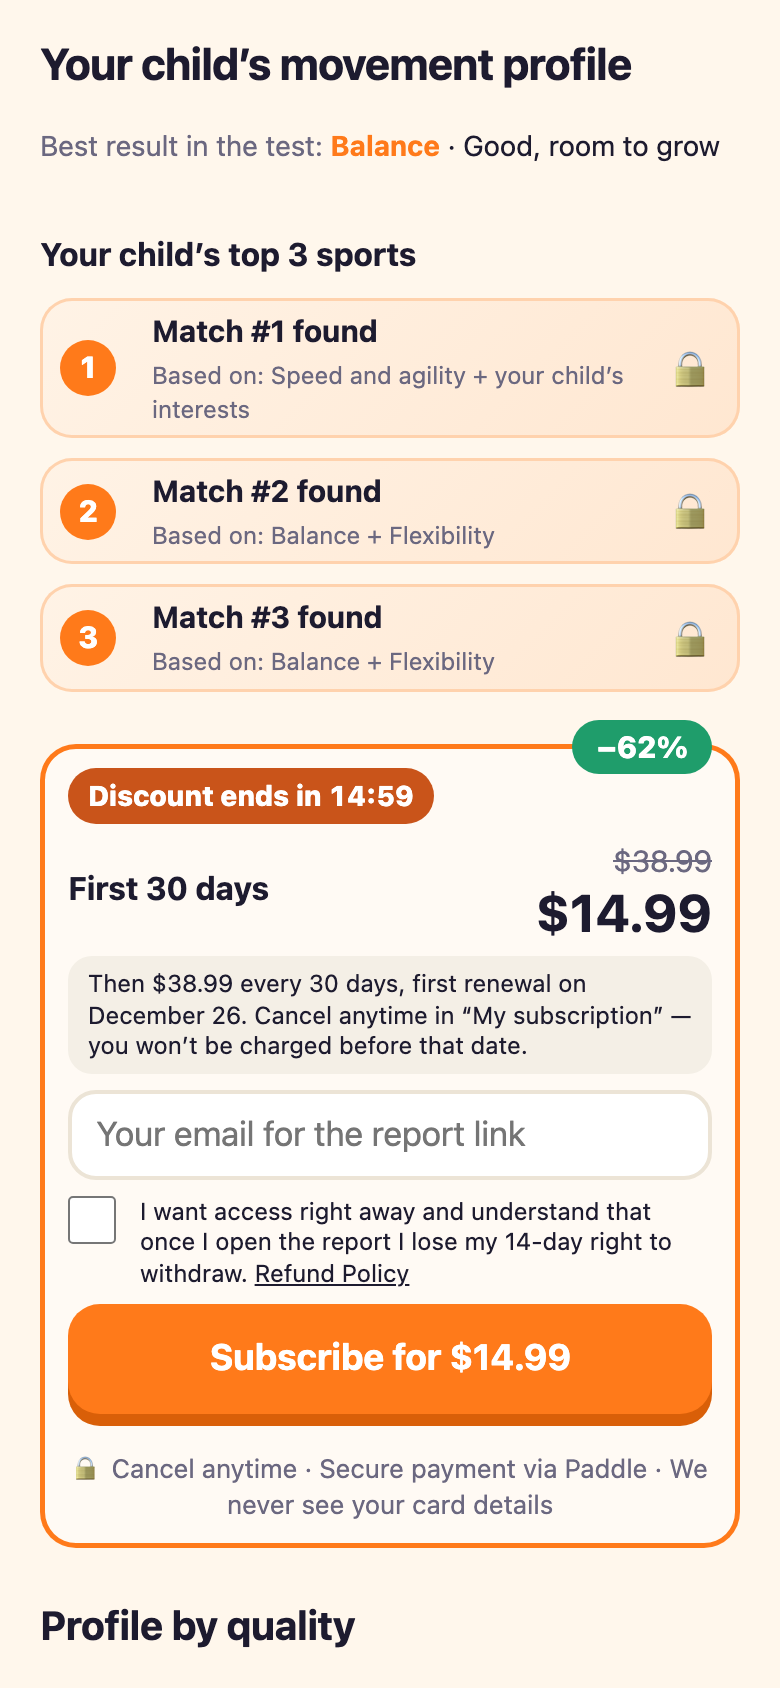 Your child’s movement profile
Best result in the test: Balance · Good, room to grow
Your child’s top 3 sports
1
Match #1 found
Based on: Speed and agility + your child’s
interests
2
Match #2 found
Based on: Balance + Flexibility
3
Match #3 found
Based on: Balance + Flexibility
−62%
Discount ends in 14:59
$38.99
First 30 days
$14.99
Then $38.99 every 30 days, first renewal on
December 26. Cancel anytime in “My subscription” —
you won’t be charged before that date.
Your email for the report link
I want access right away and understand that
once I open the report I lose my 14-day right to
withdraw. Refund Policy
Subscribe for $14.99
Cancel anytime · Secure payment via Paddle · We
never see your card details
Profile by quality